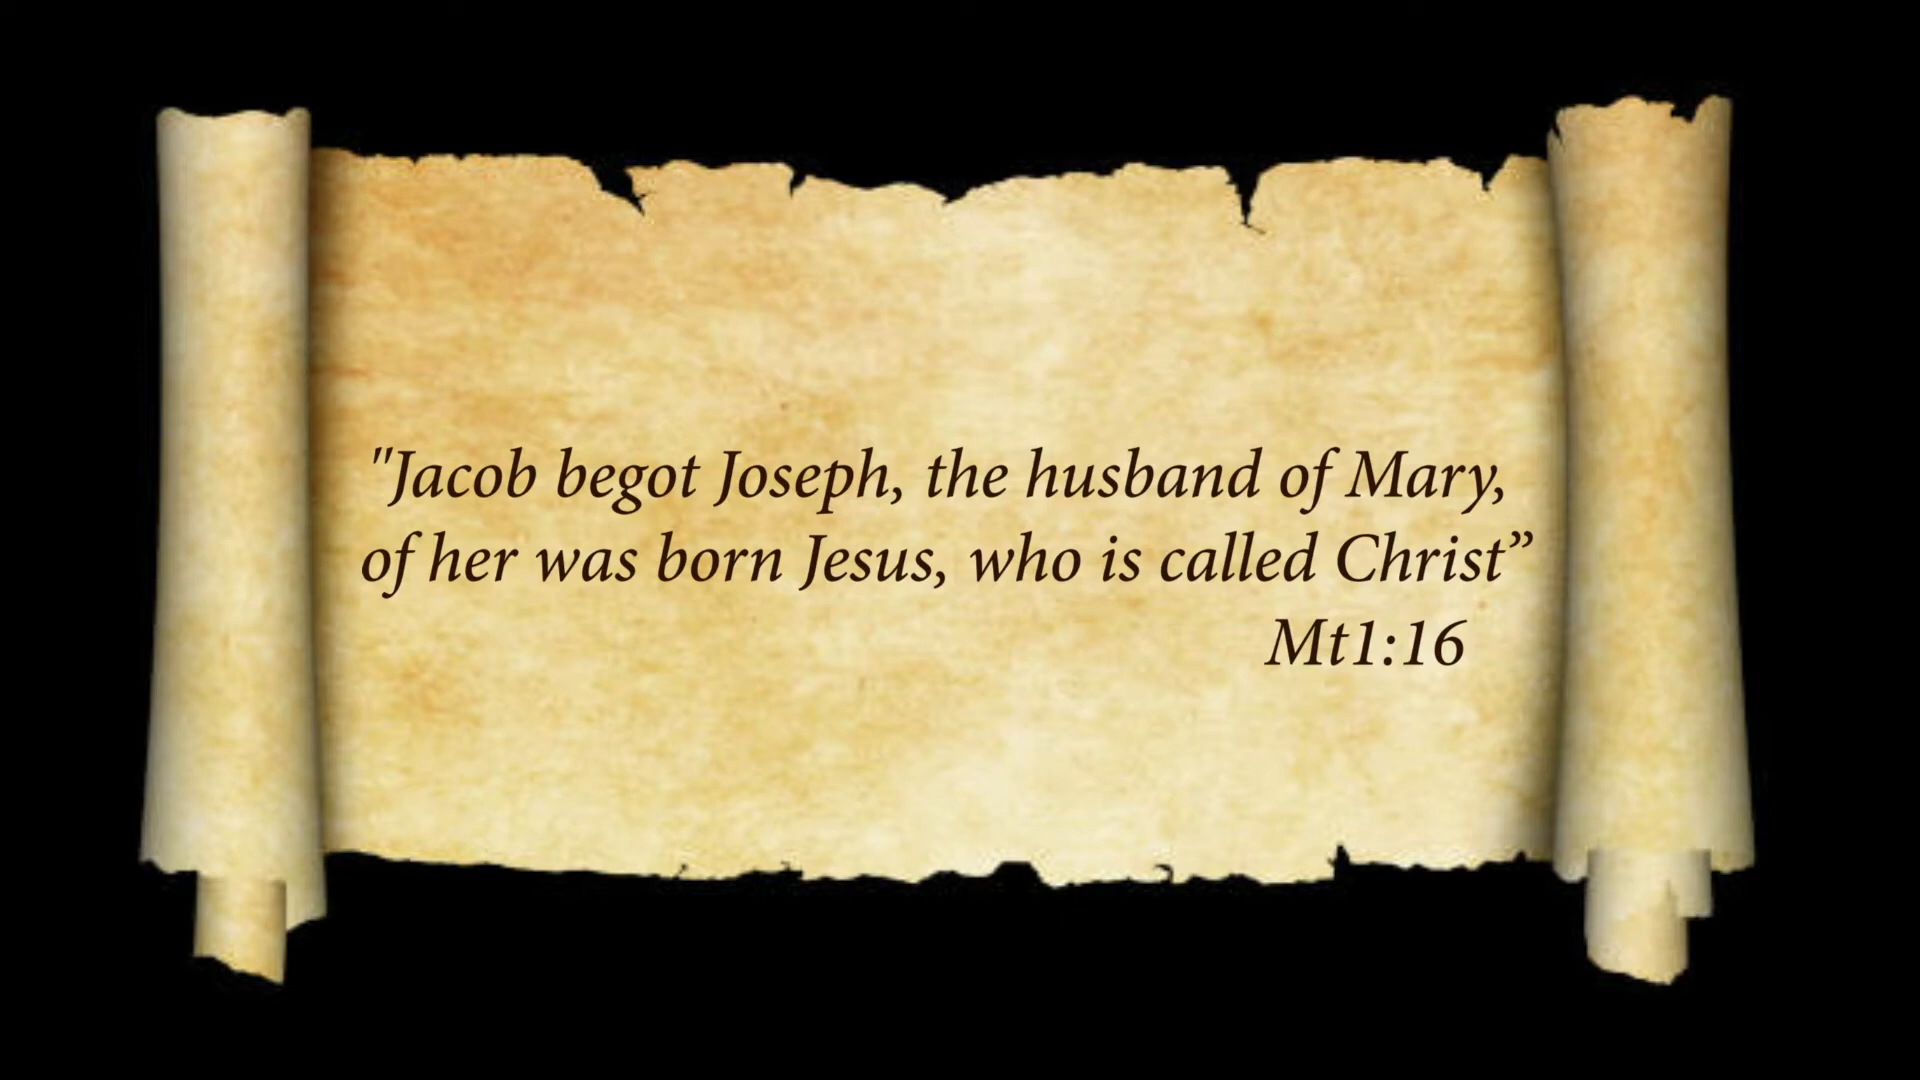 "Jacob begot Joseph, the husband of Mary,
of her was born Jesus, who is called Christ”
Mt1:16